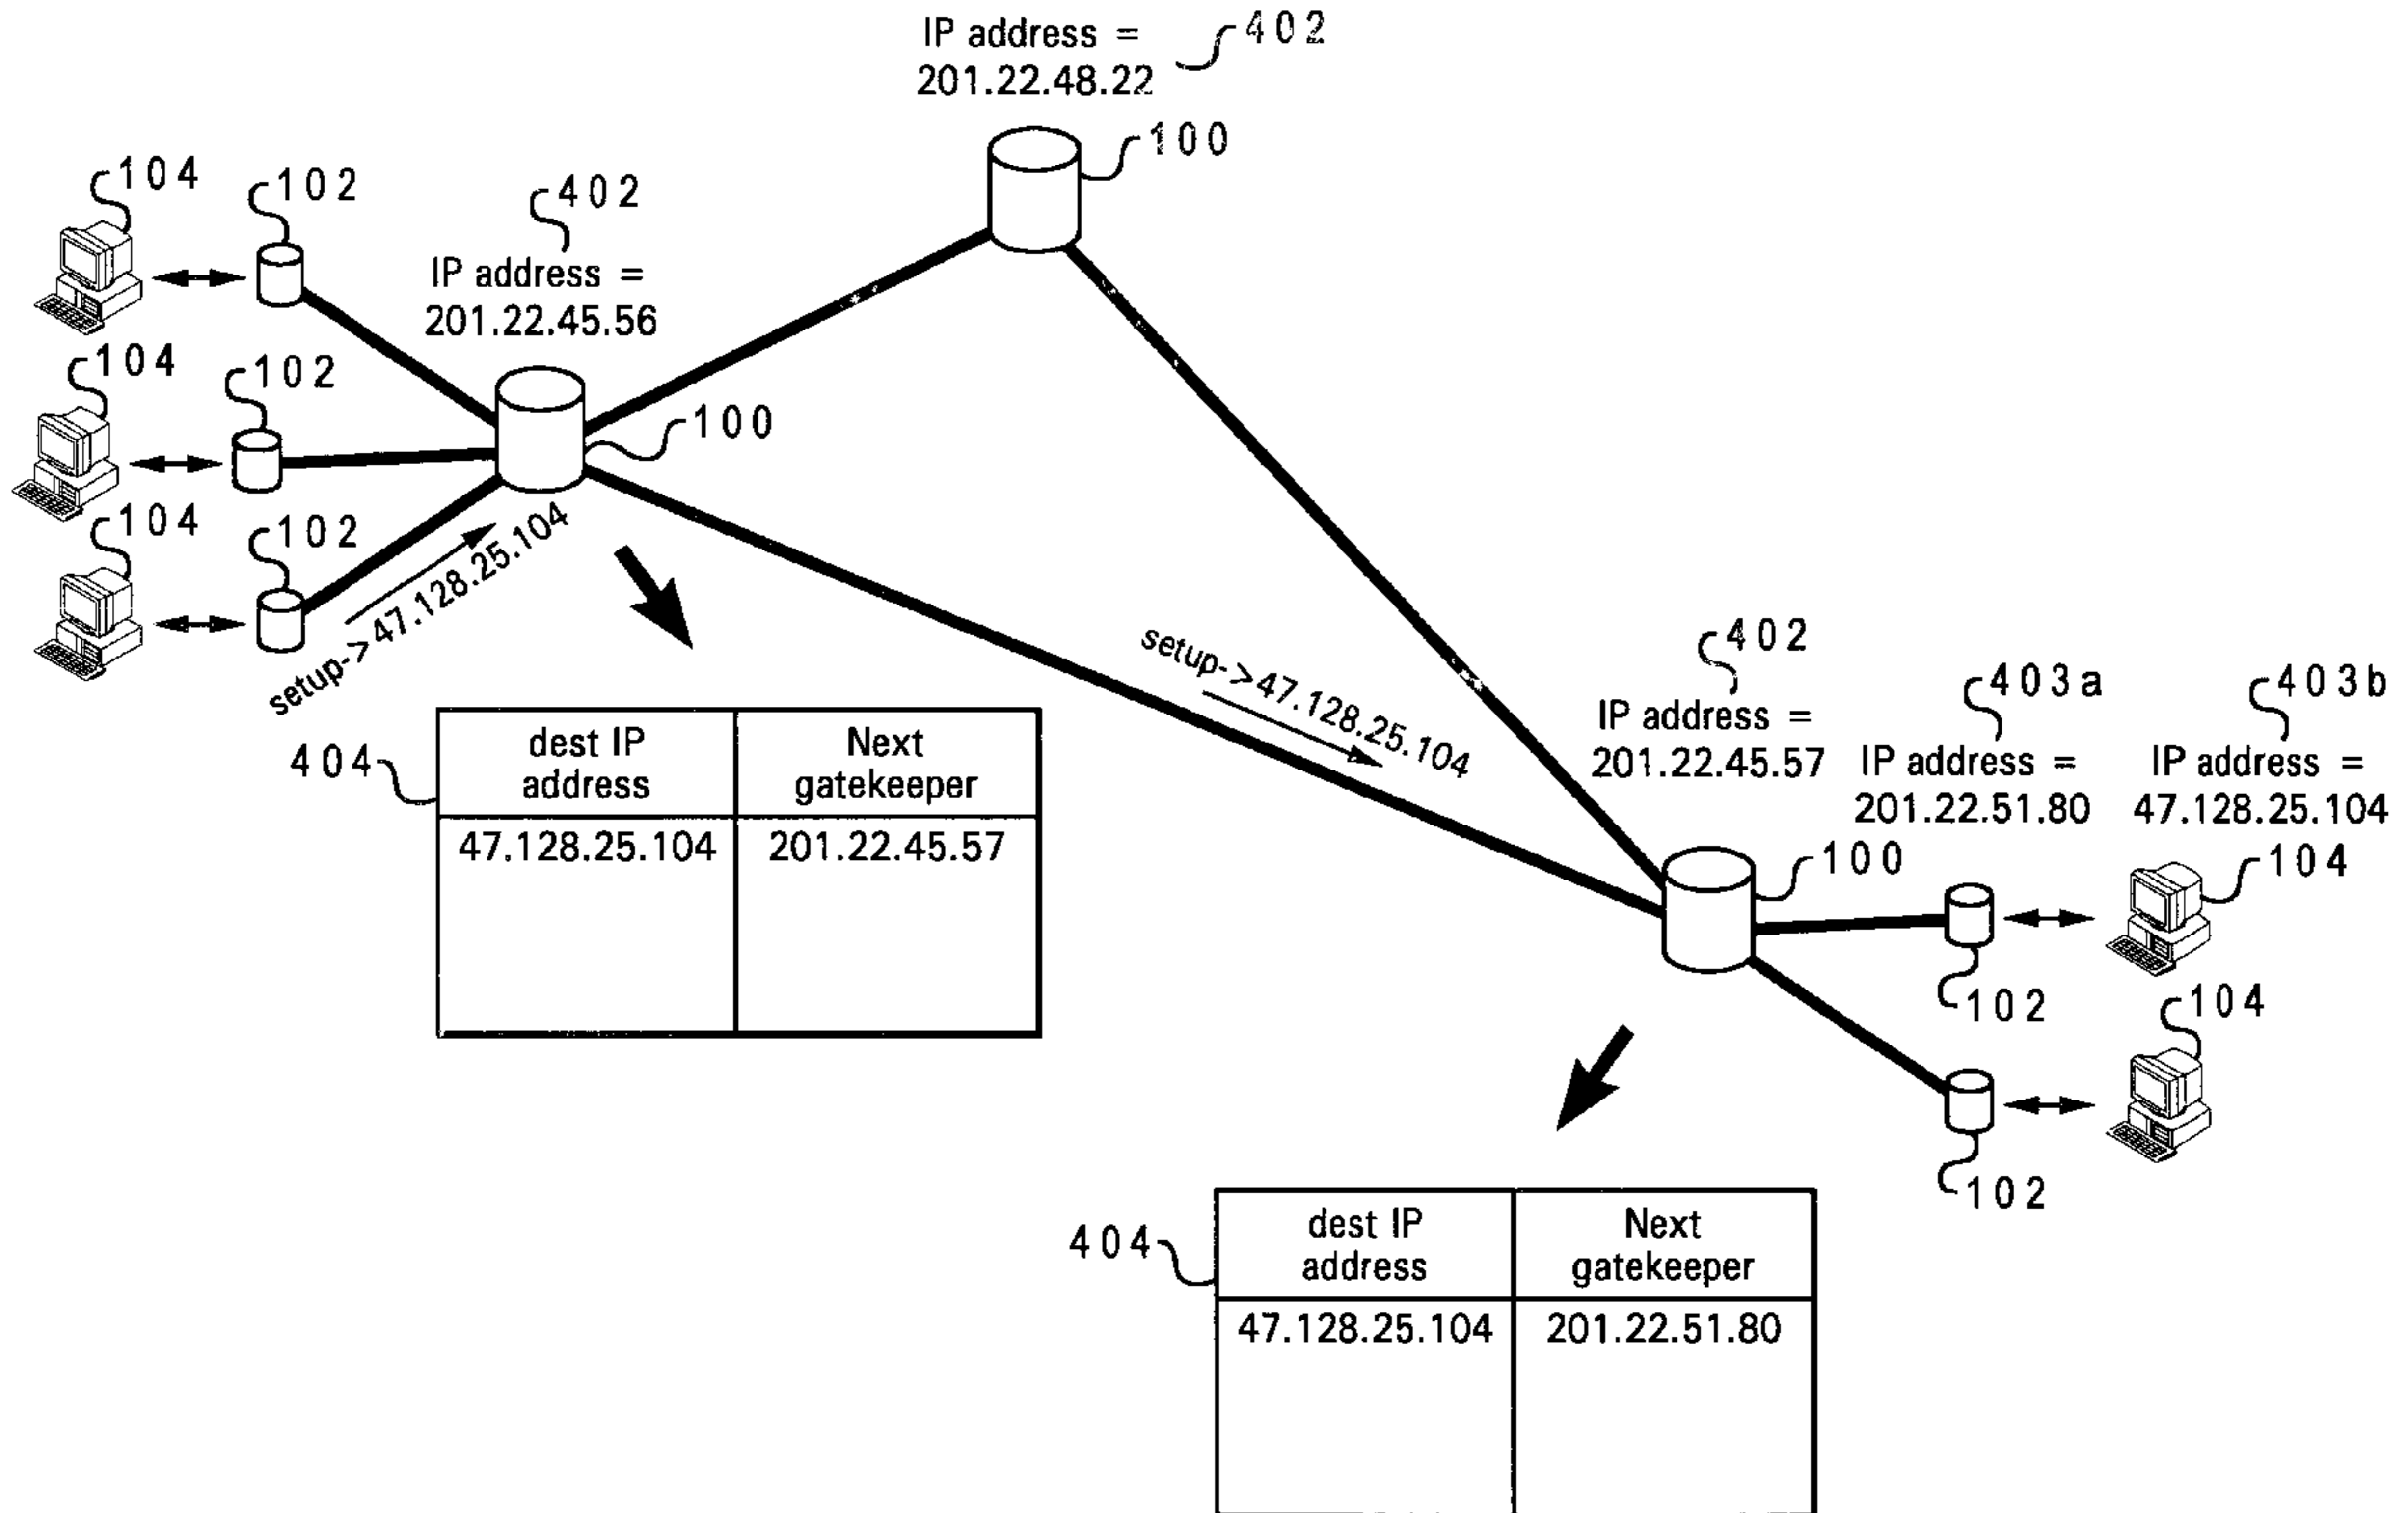 IP address =
201.22.48.22
402
100
104
102
402
IP address =
201.22.45.56
104
102
100
104
102
setup->47.128.25.104
setup->47.128.25.104
402
IP address =
201.22.45.57
403a
IP address =
201.22.51.80
403b
IP address =
47.128.25.104
404
dest IP
address
Next
gatekeeper
47.128.25.104
201.22.45.57
100
104
102
104
102
404
dest IP
address
Next
gatekeeper
47.128.25.104
201.22.51.80